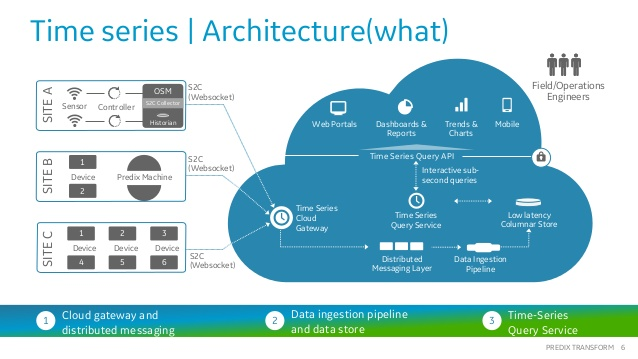 Time series | Architecture(what)
SITE A
Sensor
Controller
OSM
S2C Collector
Historian
S2C
(Websocket)
SITE B
1
Device
2
Predix Machine
S2C
(Websocket)
SITE C
1
2
3
Device
Device
Device
4
5
6
S2C
(Websocket)
Field/Operations
Engineers
Web Portals
Dashboards &
Reports
Trends &
Charts
Mobile
Time Series Query API
Interactive sub-
second queries
Time Series
Cloud
Gateway
Time Series
Query Service
Low latency
Columnar Store
Distributed
Messaging Layer
Data Ingestion
Pipeline
1
Cloud gateway and
distributed messaging
2
Data ingestion pipeline
and data store
3
Time-Series
Query Service
PREDIX TRANSFORM 6